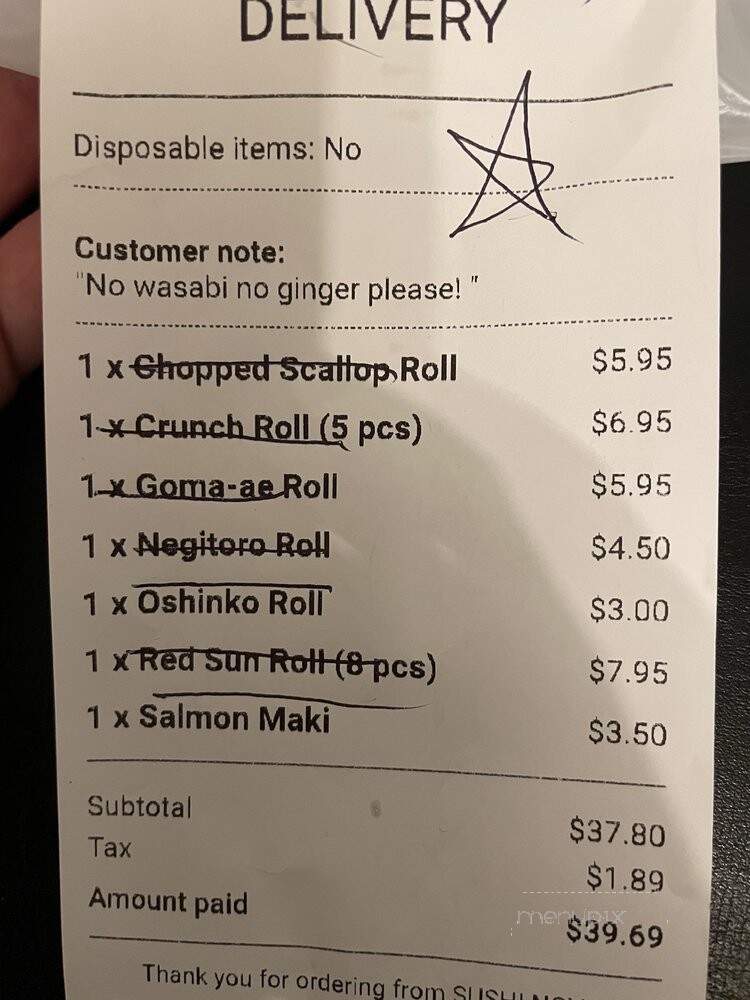 DELIVERY
Disposable items: No
Customer note:
"No wasabi no ginger please! "
1 x Chopped Scallop Roll $5.95
1 x Crunch Roll (5 pcs) $6.95
1 x Goma-ae Roll $5.95
1 x Negitoro Roll $4.50
1 x Oshinko Roll $3.00
1 x Red Sun Roll (8 pcs) $7.95
1 x Salmon Maki $3.50
Subtotal $37.80
Tax $1.89
Amount paid $39.69
menupix
Thank you for ordering from SUSHI